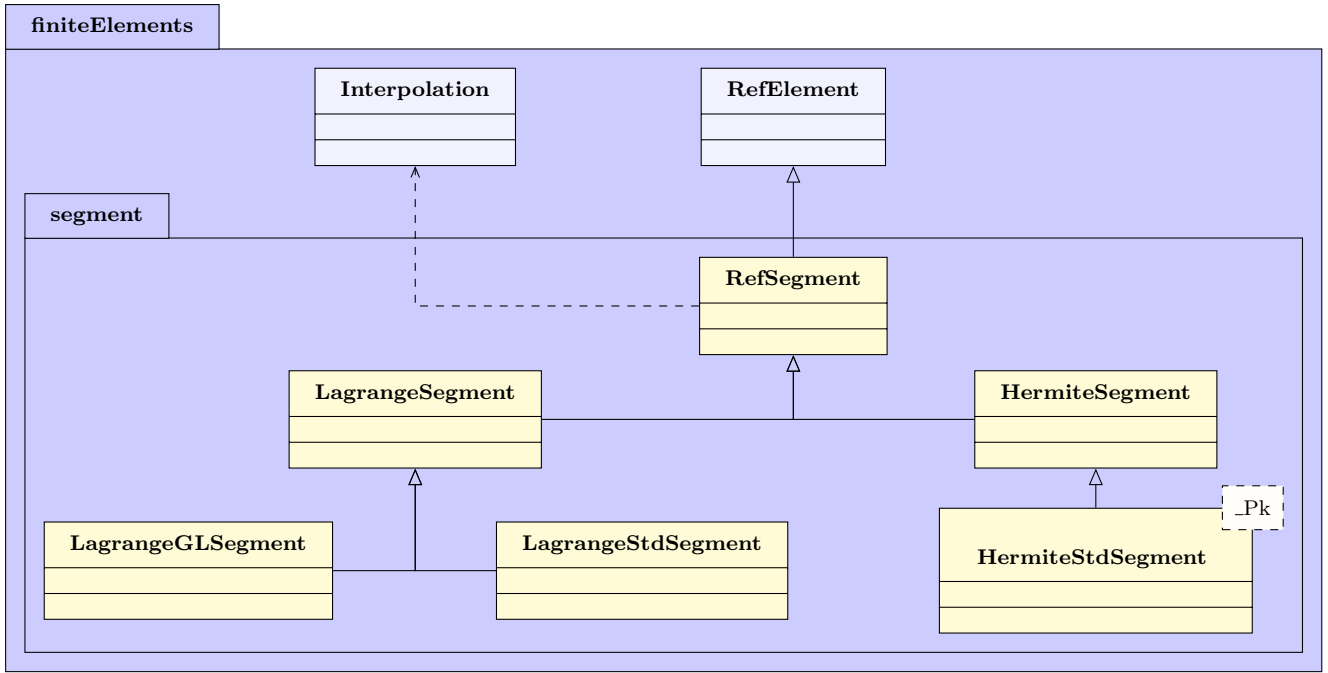 finiteElements
Interpolation
RefElement
segment
RefSegment
LagrangeSegment
HermiteSegment
_Pk
LagrangeGLSegment
LagrangeStdSegment
HermiteStdSegment